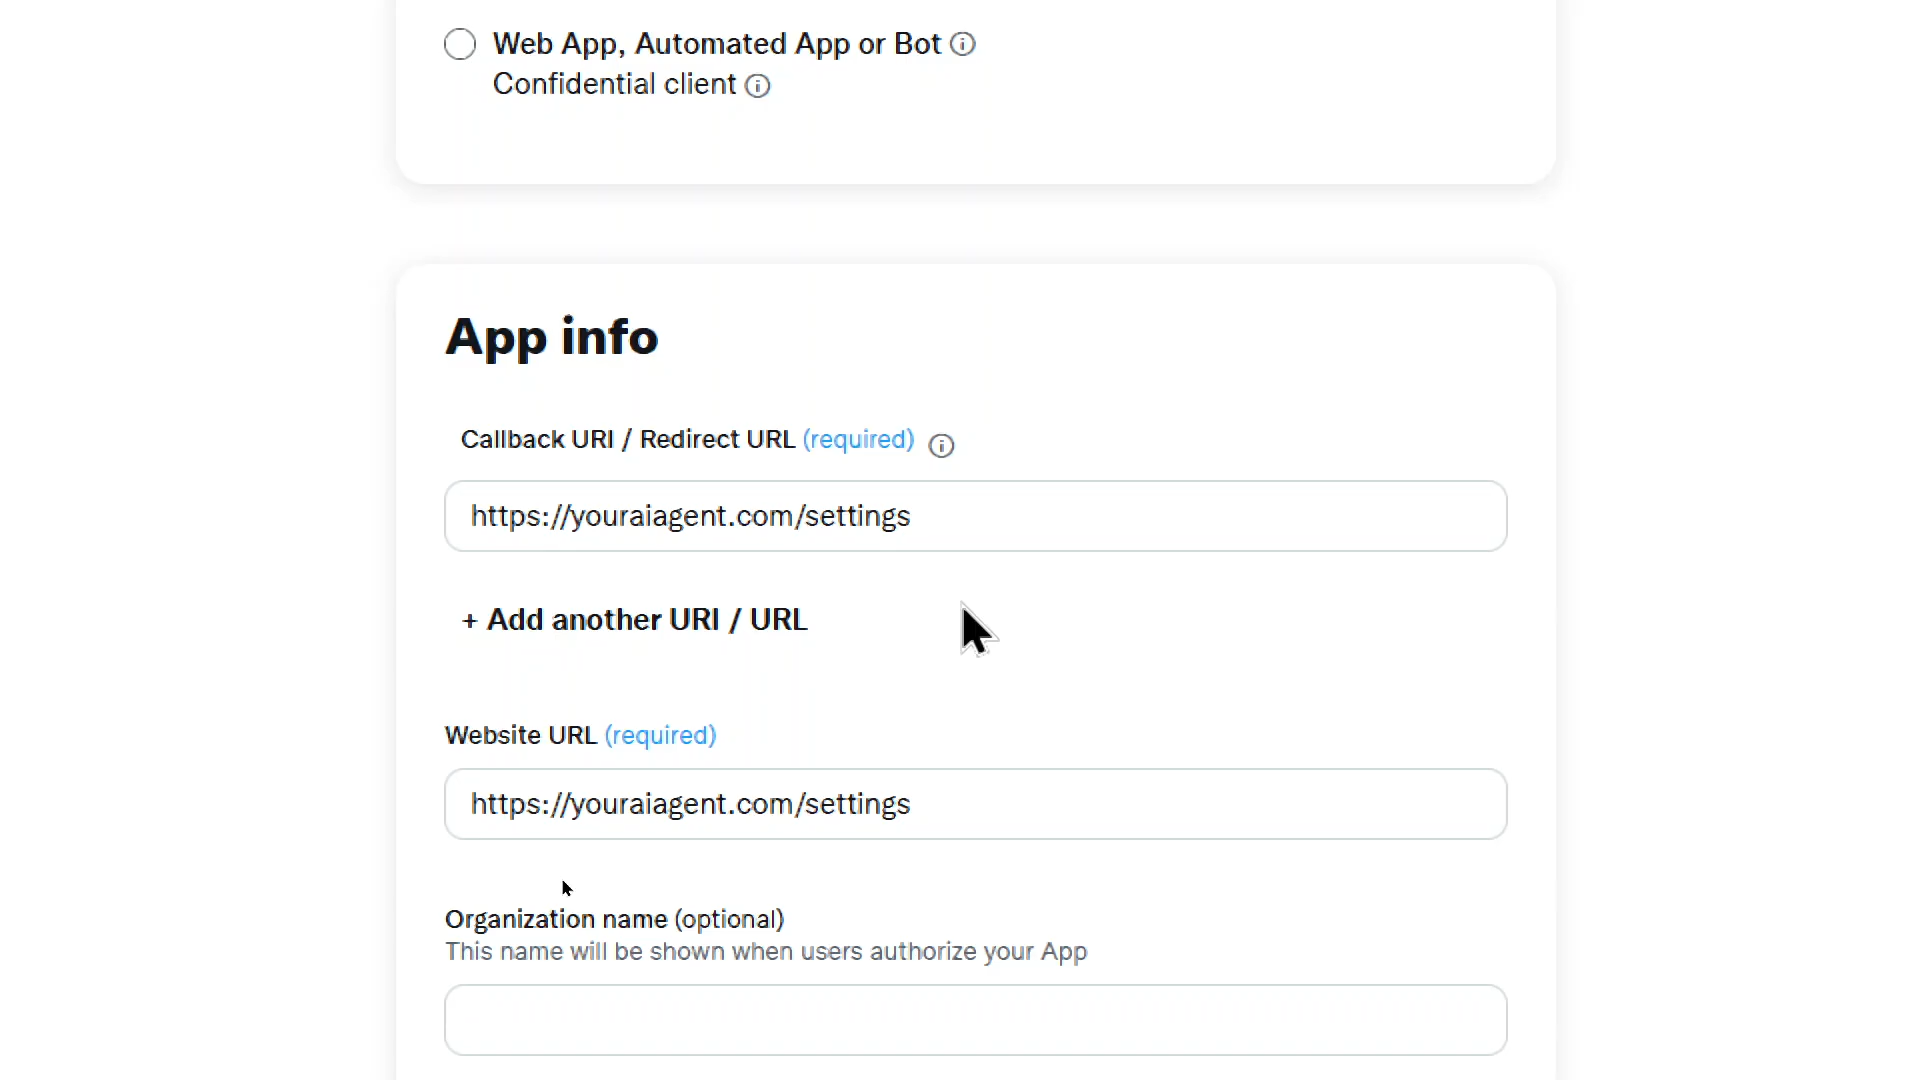 Web App, Automated App or Bot
Confidential client
App info
Callback URI / Redirect URL (required)
https://youraiagent.com/settings
+ Add another URI / URL
Website URL (required)
https://youraiagent.com/settings
Organization name (optional)
This name will be shown when users authorize your App